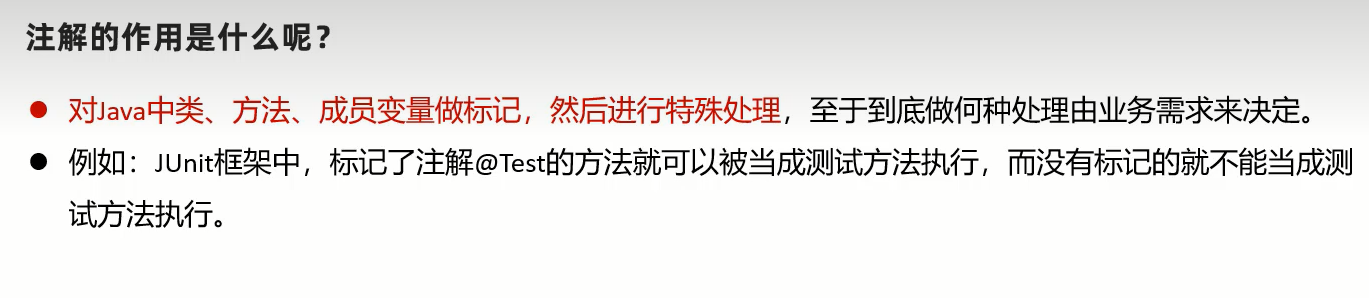 注解的作用是什么呢？
● 对Java中类、方法、成员变量做标记，然后进行特殊处理，至于到底做何种处理由业务需求来决定。
● 例如：JUnit框架中，标记了注解@Test的方法就可以被当成测试方法执行，而没有标记的就不能当成测
试方法执行。